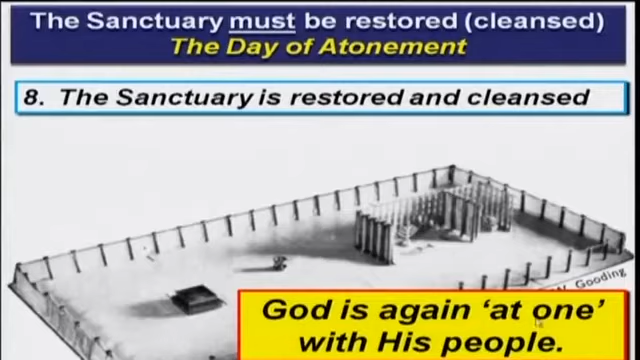 The Sanctuary must be restored (cleansed)
The Day of Atonement
8. The Sanctuary is restored and cleansed
W. Gooding
God is again ‘at one’
with His people.